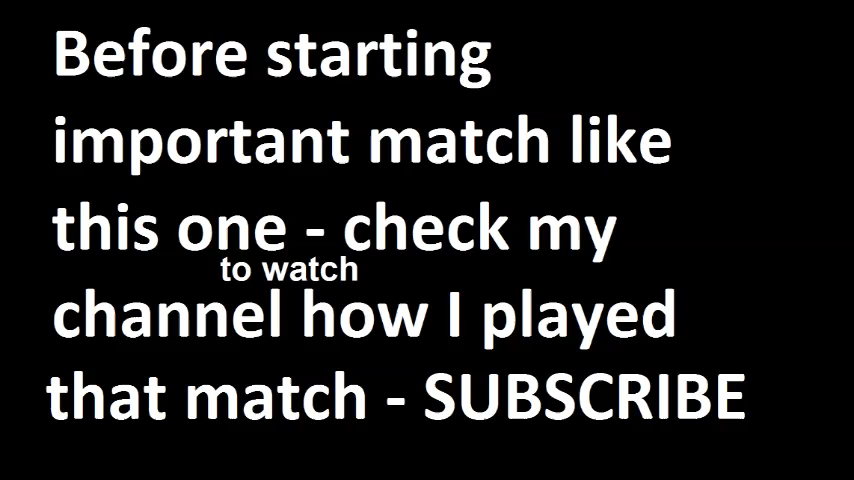 Before starting
important match like
this one - check my
to watch
channel how I played
that match - SUBSCRIBE